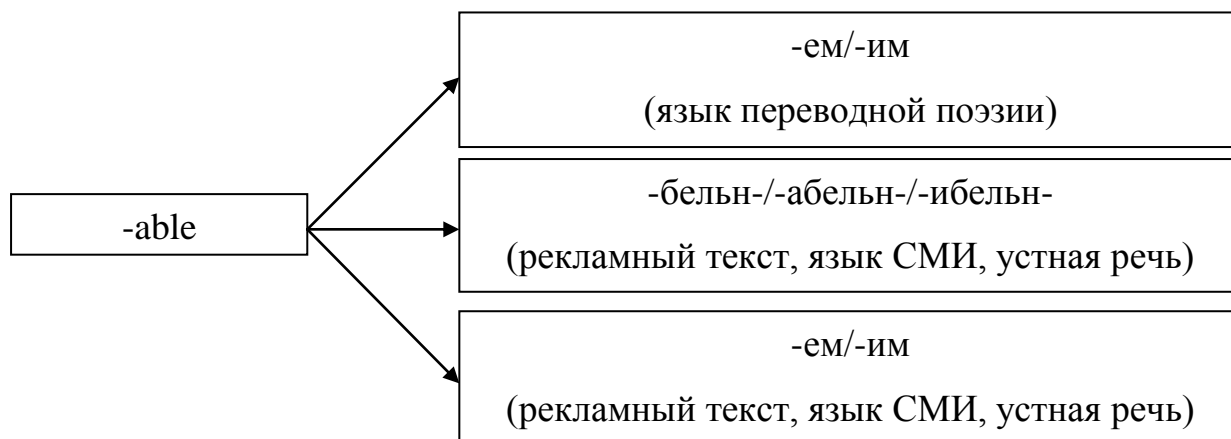 -ем/-им
(язык переводной поэзии)
-able
-бельн-/-абельн-/-ибельн-
(рекламный текст, язык СМИ, устная речь)
-ем/-им
(рекламный текст, язык СМИ, устная речь)